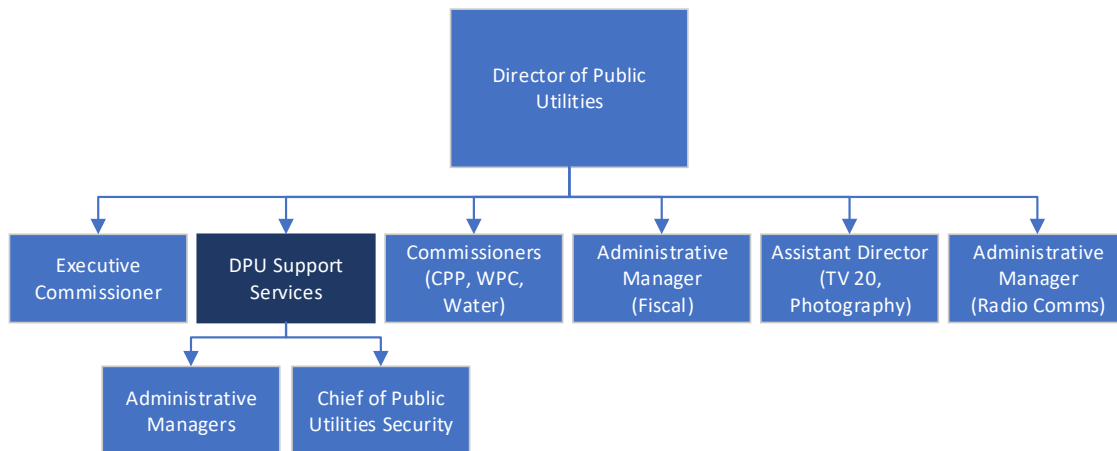 Director of Public
Utilities
Executive
Commissioner
DPU Support
Services
Commissioners
(CPP, WPC,
Water)
Administrative
Manager
(Fiscal)
Assistant Director
(TV 20,
Photography)
Administrative
Manager
(Radio Comms)
Administrative
Managers
Chief of Public
Utilities Security